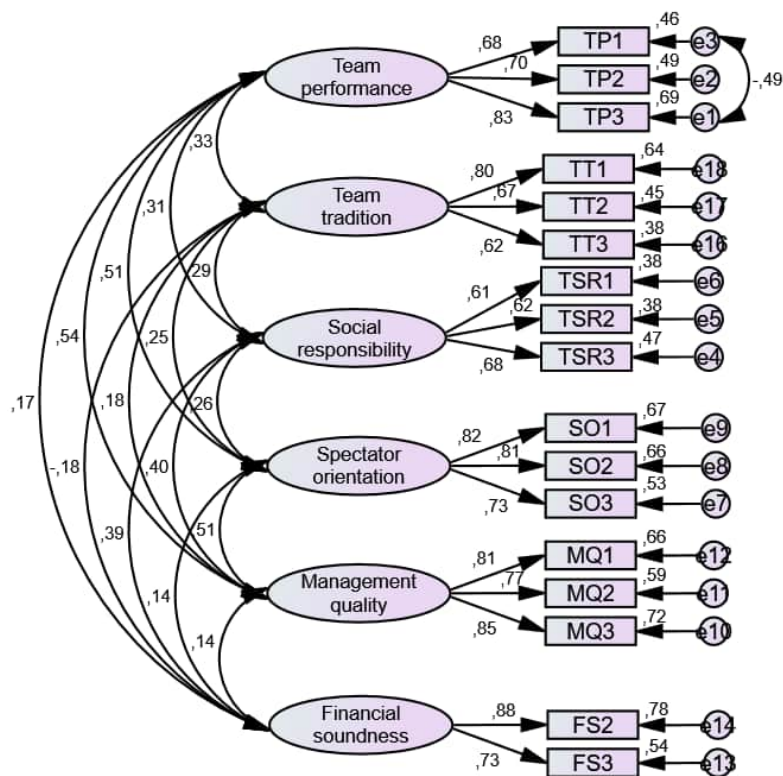 ,46
,68
TP1
e3
Team
performance
,70
,49
TP2
e2
-,49
,69
,83
TP3
e1
,33
,64
,80
TT1
e18
Team
tradition
,67
,45
TT2
e17
,31
,38
,62
TT3
e16
,38
,51
,29
,61
TSR1
e6
Social
responsibility
,62
,38
TSR2
e5
,54
,25
,47
,68
TSR3
e4
,17
,18
,26
,67
,82
SO1
e9
Spectator
orientation
,81
,66
SO2
e8
-,18
,40
,53
,73
SO3
e7
,39
,51
,66
,81
MQ1
e12
Management
quality
,77
,59
MQ2
e11
,14
,72
,85
MQ3
e10
,14
,78
,88
FS2
e14
Financial
soundness
,54
,73
FS3
e13